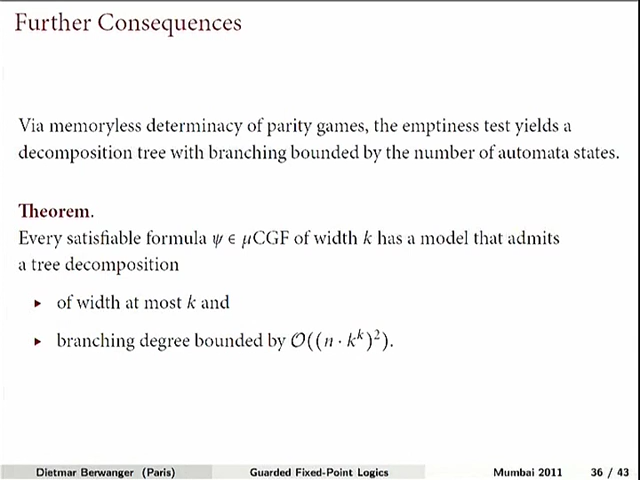 Further Consequences
Via memoryless determinacy of parity games, the emptiness test yields a
decomposition tree with branching bounded by the number of automata states.
Theorem.
Every satisfiable formula ψ ∈ μCGF of width k has a model that admits
a tree decomposition
▸ of width at most k and
▸ branching degree bounded by 𝒪((n · kᵏ)²).
Dietmar Berwanger (Paris) Guarded Fixed-Point Logics Mumbai 2011 36 / 43